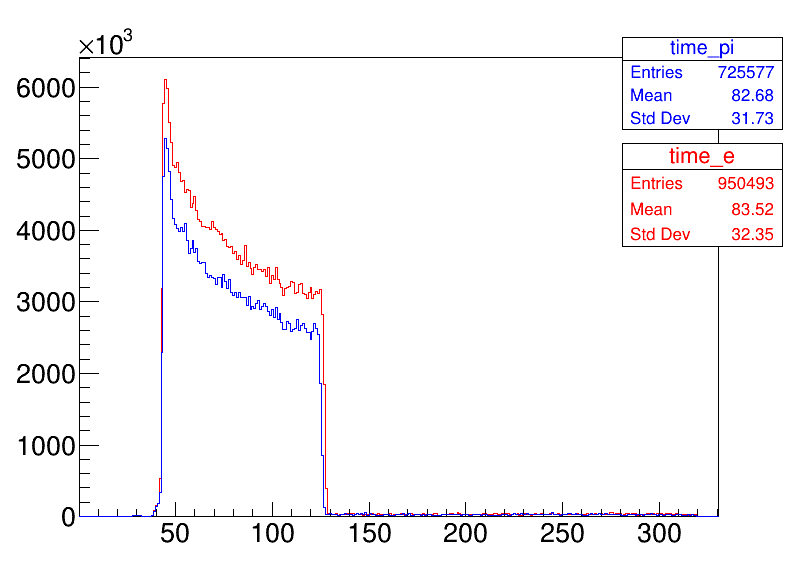 ×10³
time_pi
Entries 725577
Mean 82.68
Std Dev 31.73
time_e
Entries 950493
Mean 83.52
Std Dev 32.35
6000
5000
4000
3000
2000
1000
0
50 100 150 200 250 300